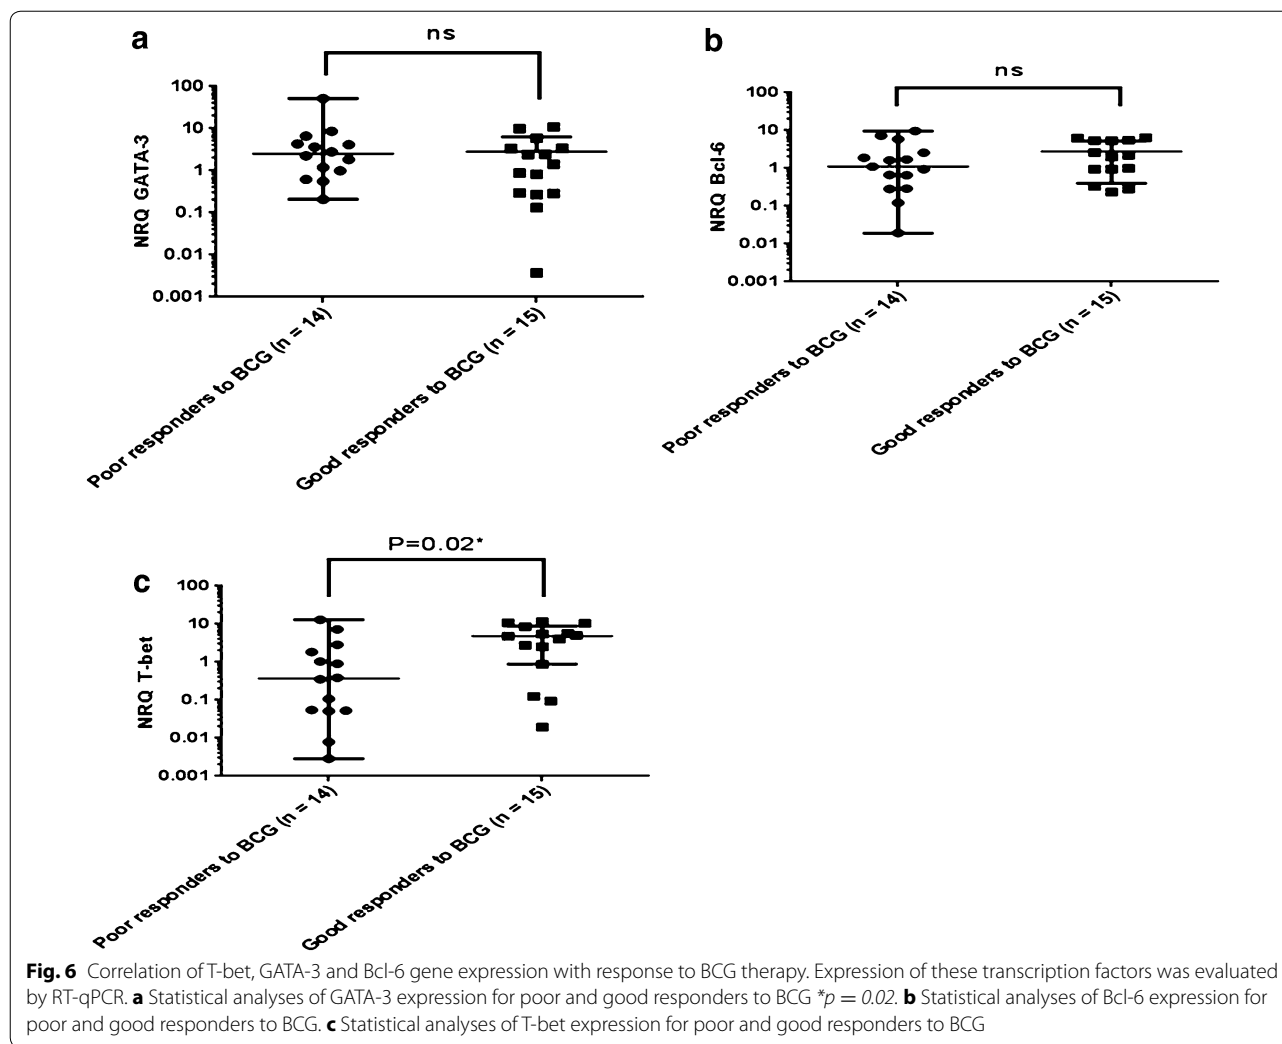 a
ns
100
10
1
0.1
0.01
0.001
NRQ GATA-3
Poor responders to BCG (n = 14)
Good responders to BCG (n = 15)
b
ns
100
10
1
0.1
0.01
0.001
NRQ Bcl-6
Poor responders to BCG (n = 14)
Good responders to BCG (n = 15)
c
P=0.02*
100
10
1
0.1
0.01
0.001
NRQ T-bet
Poor responders to BCG (n = 14)
Good responders to BCG (n = 15)
Fig. 6 Correlation of T-bet, GATA-3 and Bcl-6 gene expression with response to BCG therapy. Expression of these transcription factors was evaluated
by RT-qPCR. a Statistical analyses of GATA-3 expression for poor and good responders to BCG *p = 0.02. b Statistical analyses of Bcl-6 expression for
poor and good responders to BCG. c Statistical analyses of T-bet expression for poor and good responders to BCG